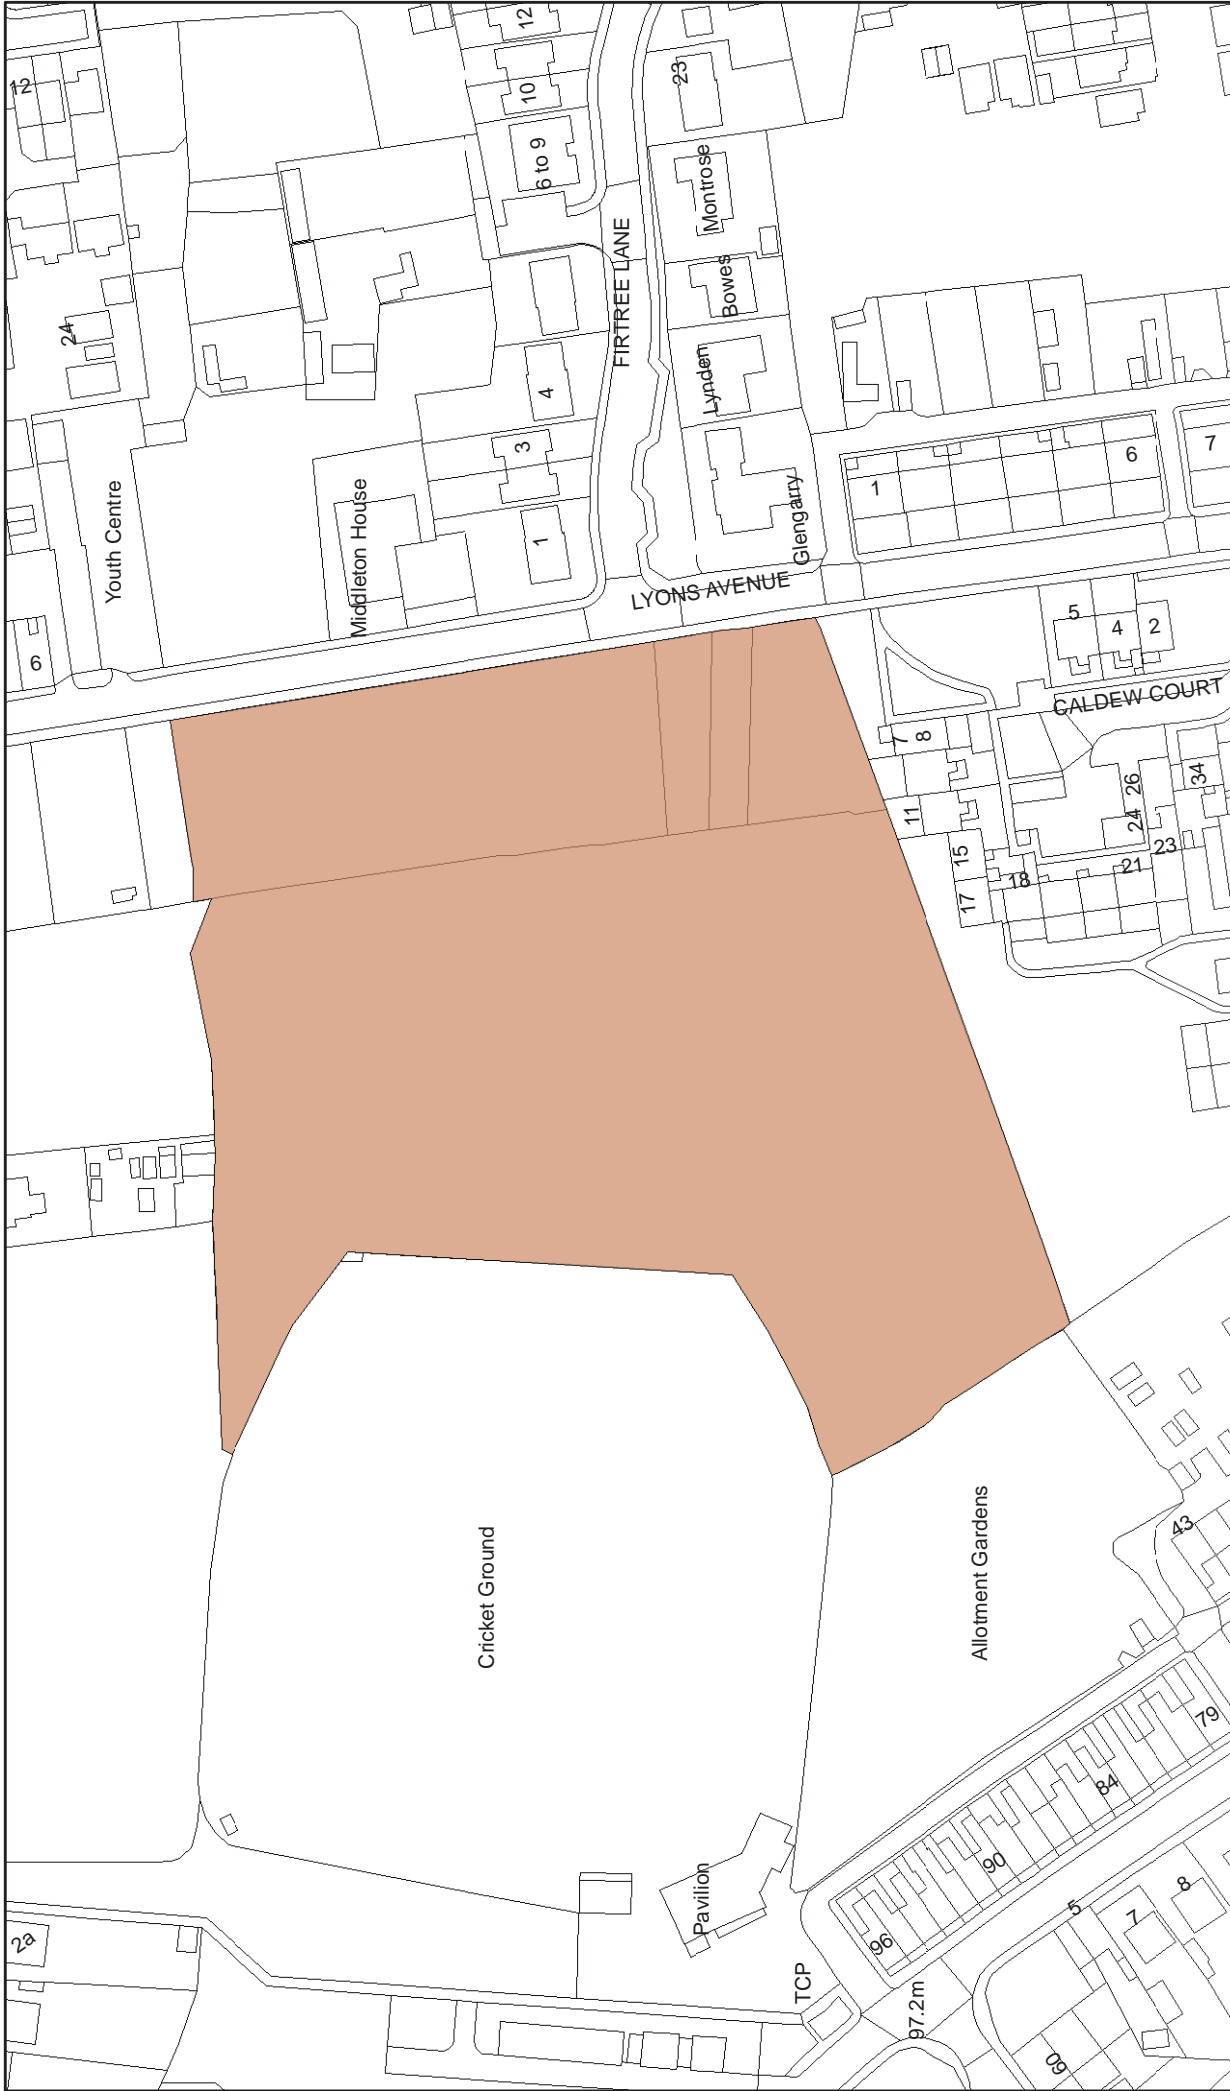 12
12
10
6 to 9
23
Montrose
FIRTREE LANE
Bowes
24
Lynden
4
3
1
6
7
1
Glengarry
Youth Centre
Middleton House
LYONS AVENUE
6
5
4
2
CALDEW COURT
7
8
11
26
34
24
15
23
21
18
17
Cricket Ground
Allotment Gardens
43
79
84
90
96
Pavilion
TCP
97.2m
5
7
8
60
2a